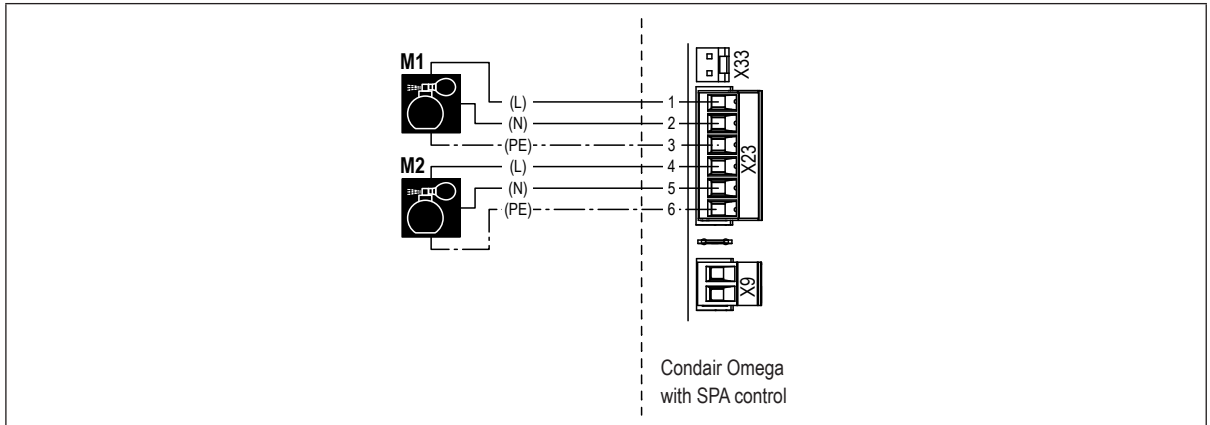 M1
X33
(L) 1
(N) 2
(PE) 3
M2
(L) 4
X23
(N) 5
(PE) 6
X9
Condair Omega
with SPA control